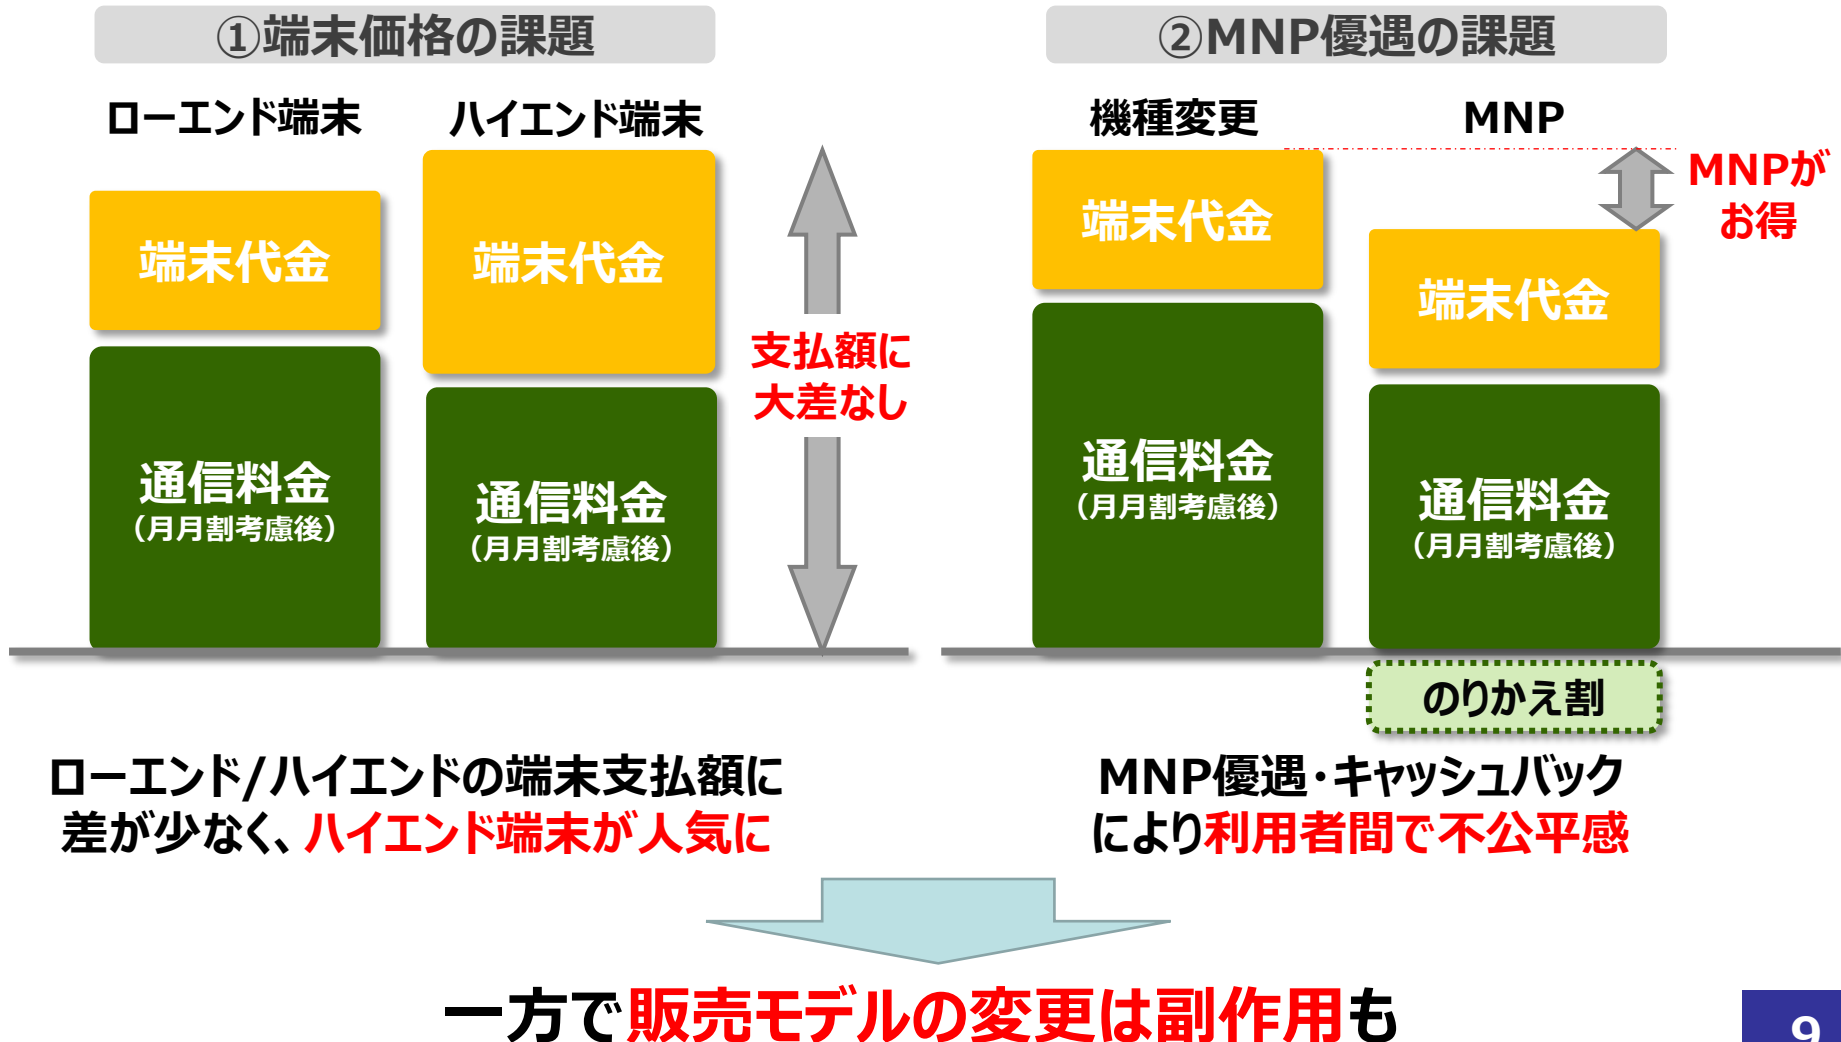 ①端末価格の課題
ローエンド端末
ハイエンド端末
端末代金
端末代金
通信料金
（月月割考慮後）
通信料金
（月月割考慮後）
支払額に
大差なし
ローエンド/ハイエンドの端末支払額に
差が少なく、ハイエンド端末が人気に
②MNP優遇の課題
機種変更
MNP
端末代金
端末代金
MNPが
お得
通信料金
（月月割考慮後）
通信料金
（月月割考慮後）
のりかえ割
MNP優遇・キャッシュバック
により利用者間で不公平感
一方で販売モデルの変更は副作用も
9